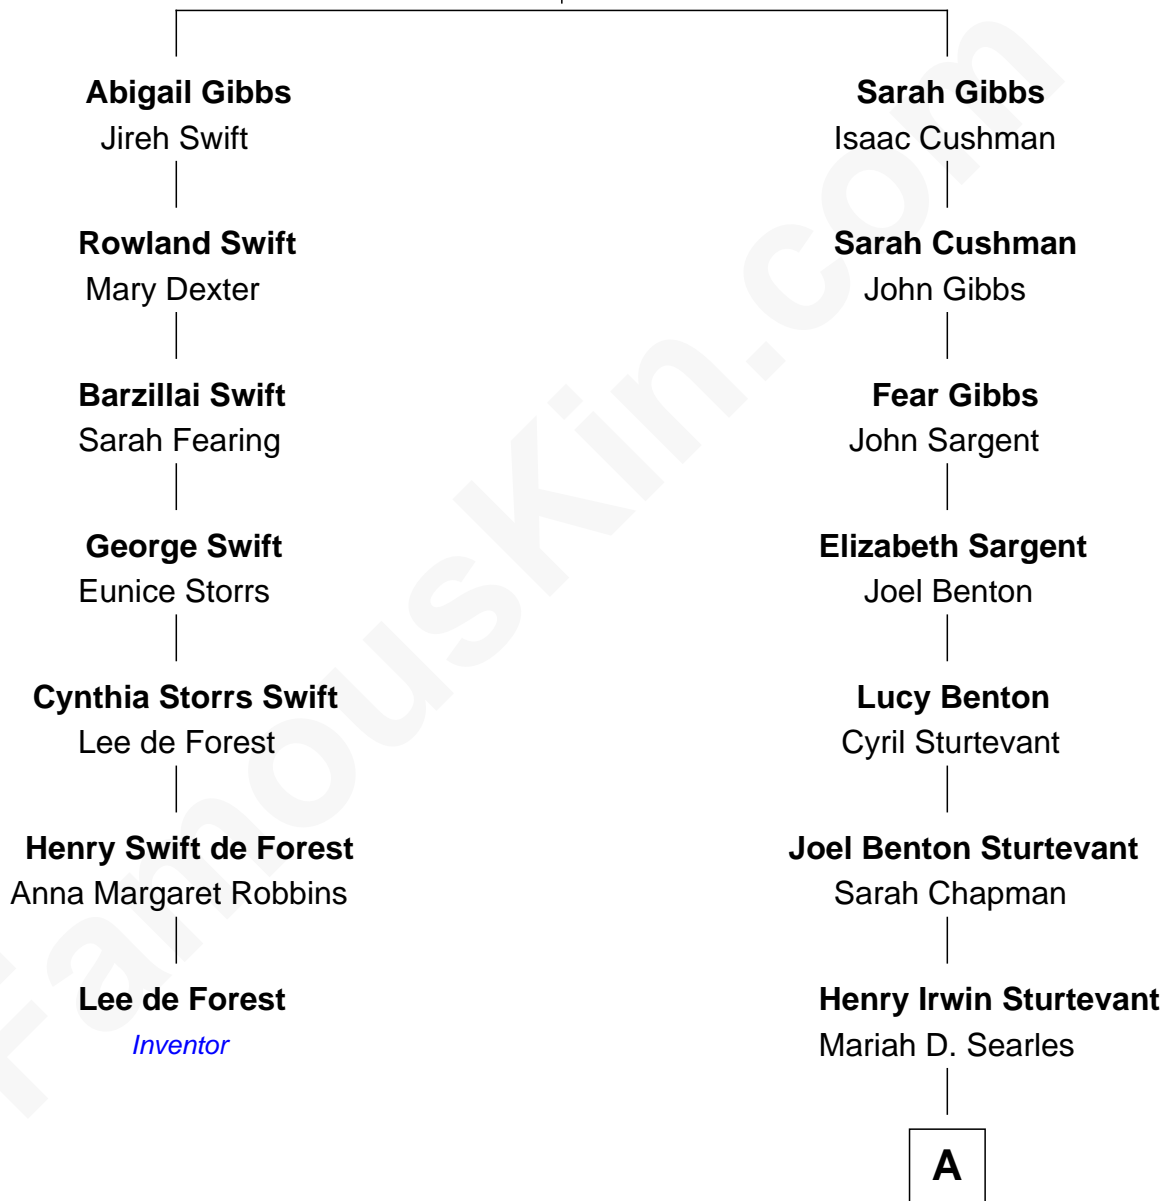 Abigail Gibbs
Jireh Swift
Rowland Swift
Mary Dexter
Barzillai Swift
Sarah Fearing
George Swift
Eunice Storrs
Cynthia Storrs Swift
Lee de Forest
Henry Swift de Forest
Anna Margaret Robbins
Lee de Forest
Inventor
Sarah Gibbs
Isaac Cushman
Sarah Cushman
John Gibbs
Fear Gibbs
John Sargent
Elizabeth Sargent
Joel Benton
Lucy Benton
Cyril Sturtevant
Joel Benton Sturtevant
Sarah Chapman
Henry Irwin Sturtevant
Mariah D. Searles
A
FamousKin.com